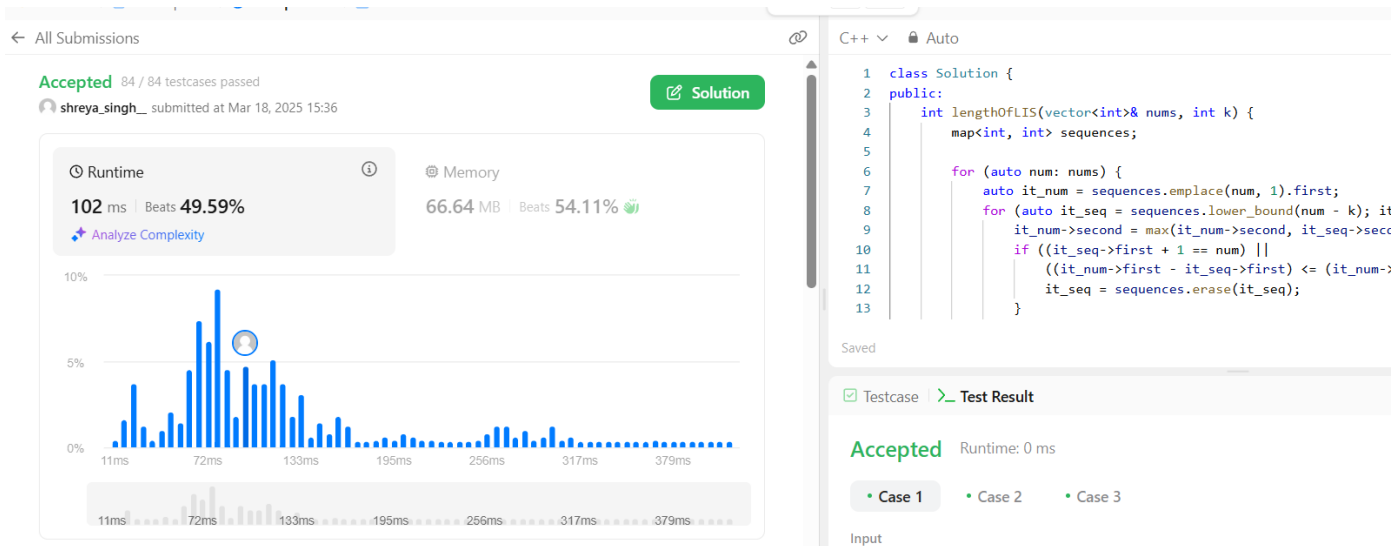 ← All Submissions
Accepted 84 / 84 testcases passed
shreya_singh__ submitted at Mar 18, 2025 15:36
Solution
Runtime
102 ms | Beats 49.59%
Analyze Complexity
Memory
66.64 MB | Beats 54.11%
10%
5%
0%
11ms 72ms 133ms 195ms 256ms 317ms 379ms
11ms 72ms 133ms 195ms 256ms 317ms 379ms
C++ Auto
1 class Solution {
2 public:
3 int lengthOfLIS(vector<int>& nums, int k) {
4 map<int, int> sequences;
5
6 for (auto num: nums) {
7 auto it_num = sequences.emplace(num, 1).first;
8 for (auto it_seq = sequences.lower_bound(num - k); it
9 it_num->second = max(it_num->second, it_seq->seco
10 if ((it_seq->first + 1 == num) ||
11 ((it_num->first - it_seq->first) <= (it_num->
12 it_seq = sequences.erase(it_seq);
13 }
Saved
Testcase | >_ Test Result
Accepted Runtime: 0 ms
• Case 1 • Case 2 • Case 3
Input